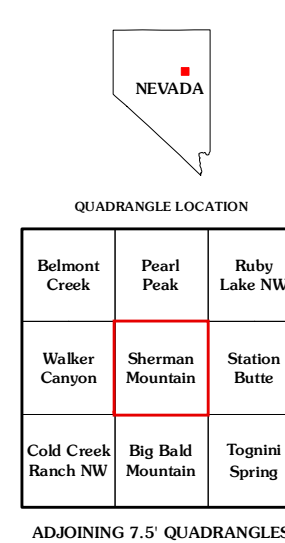 NEVADA
QUADRANGLE LOCATION
Belmont Creek
Pearl Peak
Ruby Lake NW
Walker Canyon
Sherman Mountain
Station Butte
Cold Creek Ranch NW
Big Bald Mountain
Tognini Spring
ADJOINING 7.5' QUADRANGLES